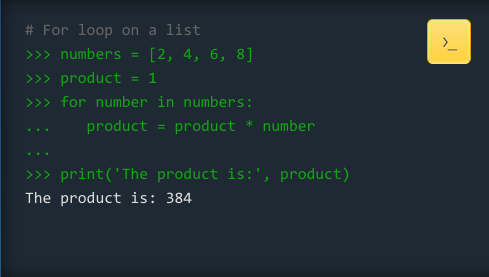 # For loop on a list
>>> numbers = [2, 4, 6, 8]
>>> product = 1
>>> for number in numbers:
...    product = product * number
...
>>> print('The product is:', product)
The product is: 384
>_